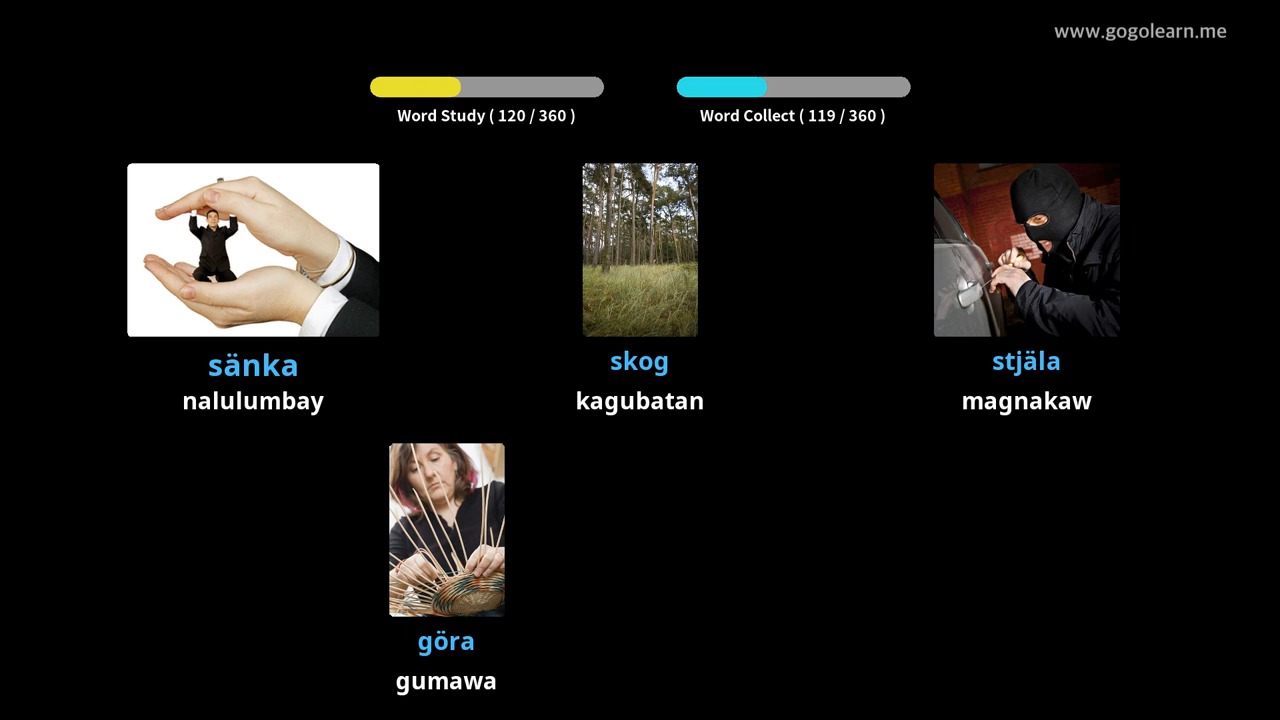 www.gogolearn.me
Word Study ( 120 / 360 )
Word Collect ( 119 / 360 )
sänka
nalulumbay
skog
kagubatan
stjäla
magnakaw
göra
gumawa